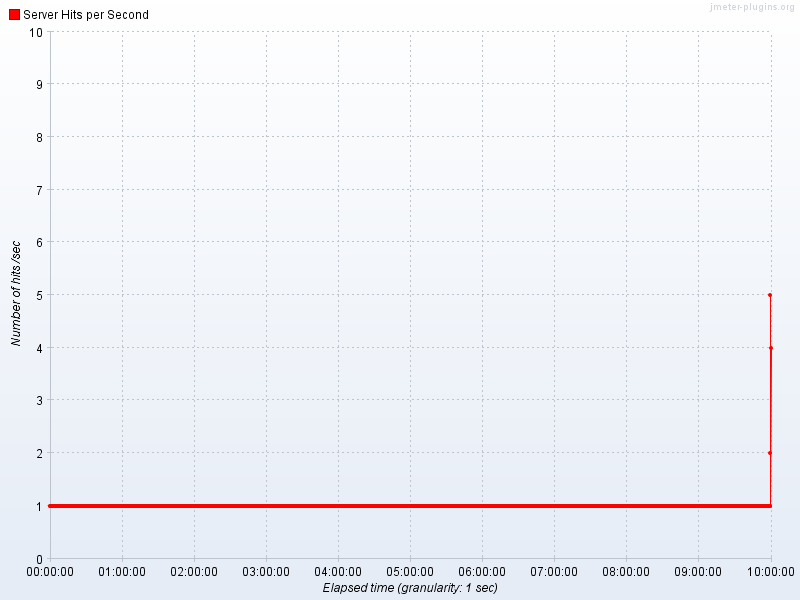 jmeter-plugins.org
Server Hits per Second
10
9
8
7
6
5
4
3
2
1
0
Number of hits /sec
00:00:00 01:00:00 02:00:00 03:00:00 04:00:00 05:00:00 06:00:00 07:00:00 08:00:00 09:00:00 10:00:00
Elapsed time (granularity: 1 sec)